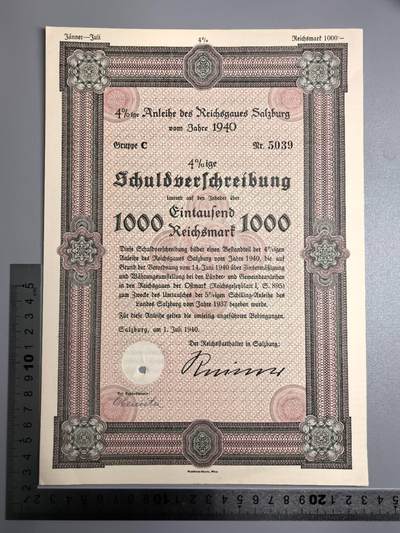 Jänner—Juli
4%
Reichsmark 1000·—
4%ige Anleihe des Reichsgaues Salzburg
vom Jahre 1940
Gruppe C
Nr. 5039
4%ige
Schuldverschreibung
lautend auf den Inhaber über
1000 Eintausend 1000
Reichsmark
Diese Schuldverschreibung bildet einen Bestandteil der 4%igen
Anleihe des Reichsgaues Salzburg vom Jahre 1940, die auf
Grund der Verordnung vom 14. Juni 1940 über Zinsermäßigung
und Währungsumstellung bei den Länder- und Gemeindeanleihen
in den Reichsgauen der Ostmark (Reichsgesetzblatt I, S. 895)
zum Zwecke des Umtausches der 5%igen Schilling-Anleihe des
Landes Salzburg vom Jahre 1937 begeben wurde.
Für diese Anleihe gelten die umseitig angeführten Bedingungen.
Salzburg, am 1. Juli 1940.
Der Reichsstatthalter in Salzburg: